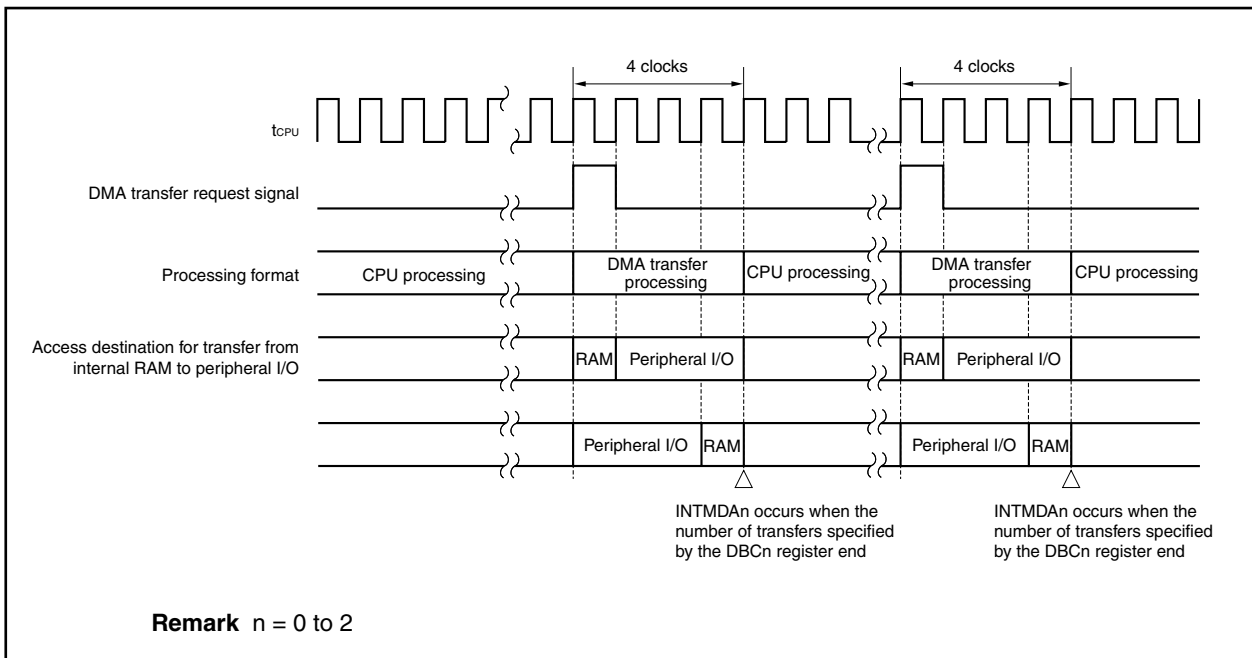 4 clocks
4 clocks
tCPU
DMA transfer request signal
Processing format
CPU processing
DMA transfer
processing
CPU processing
DMA transfer
processing
CPU processing
Access destination for transfer from
internal RAM to peripheral I/O
RAM
Peripheral I/O
RAM
Peripheral I/O
Peripheral I/O
RAM
Peripheral I/O
RAM
INTMDAn occurs when the
number of transfers specified
by the DBCn register end
INTMDAn occurs when the
number of transfers specified
by the DBCn register end
Remark n = 0 to 2